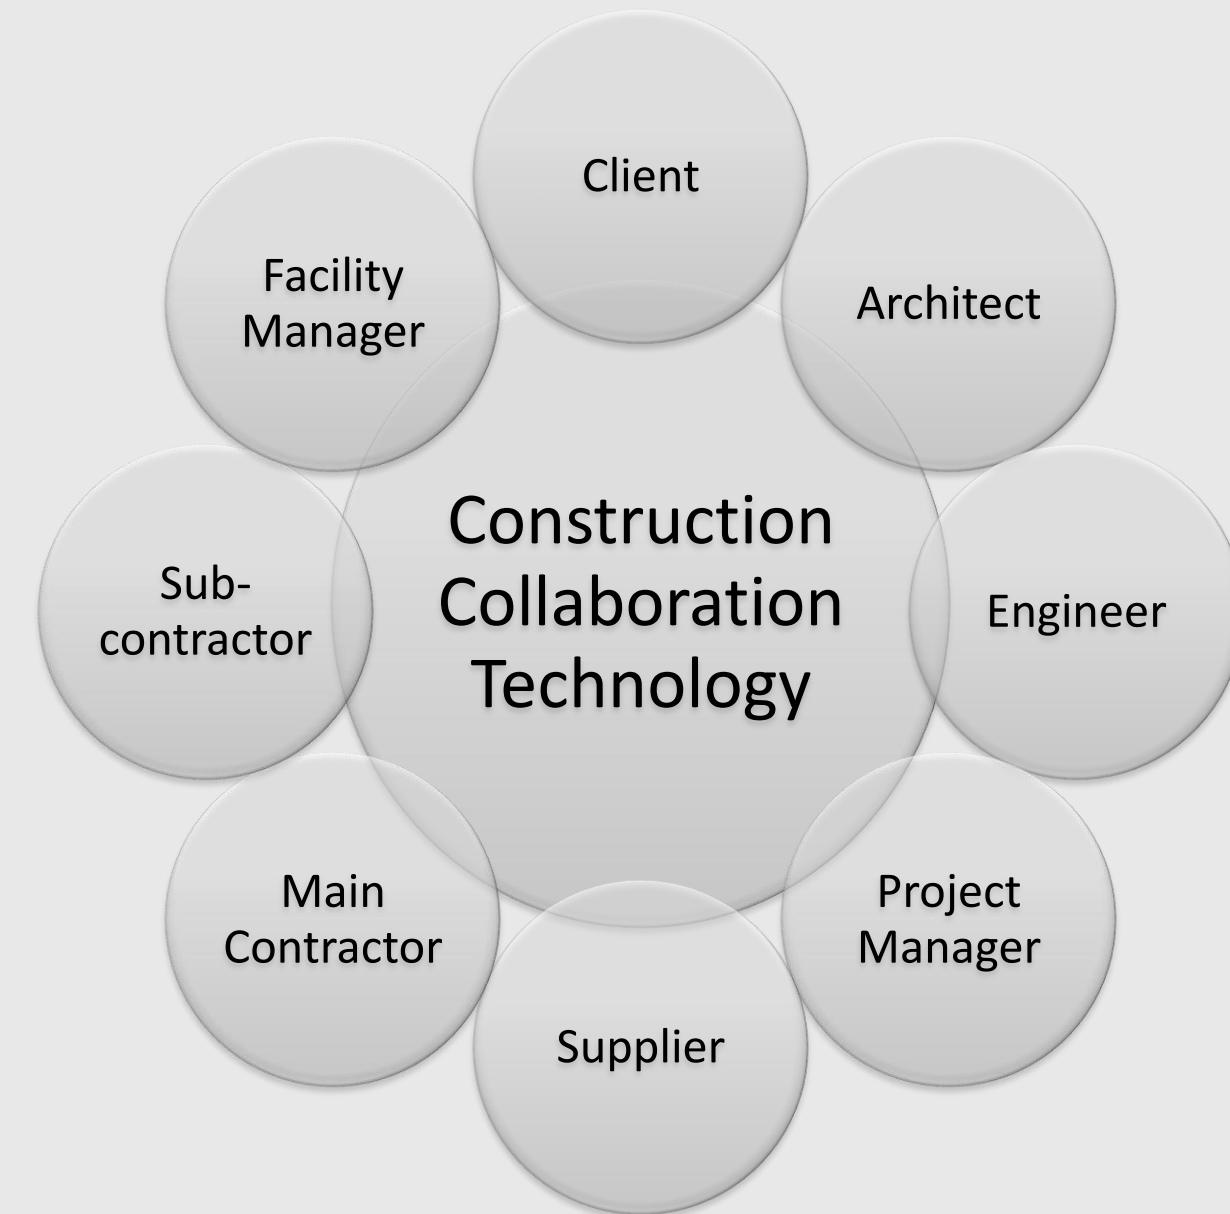 Client
Architect
Engineer
Project
Manager
Supplier
Main
Contractor
Sub-
contractor
Facility
Manager
Construction
Collaboration
Technology